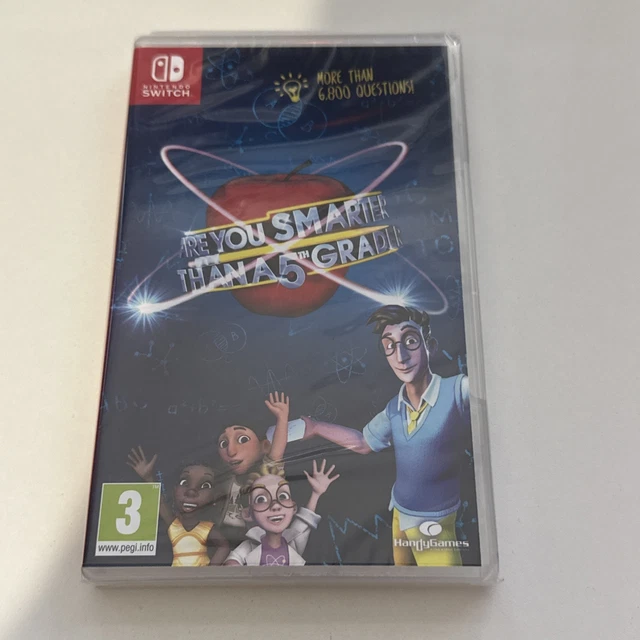 NINTENDO
SWITCH
MORE THAN
6,800 QUESTIONS!
ARE YOU SMARTER
THAN A 5TH GRADER
3
www.pegi.info
HandyGames